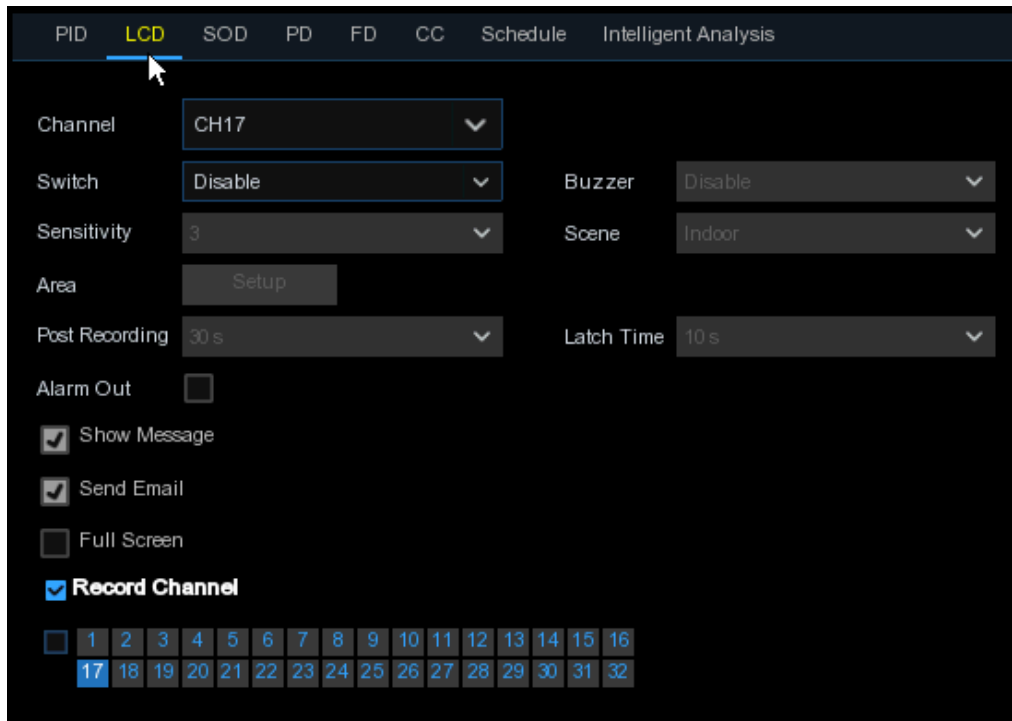 PID LCD SOD PD FD CC Schedule Intelligent Analysis
Channel CH17
Switch Disable Buzzer Disable
Sensitivity 3 Scene Indoor
Area Setup
Post Recording 30 s Latch Time 10 s
Alarm Out
Show Message
Send Email
Full Screen
Record Channel
1 2 3 4 5 6 7 8 9 10 11 12 13 14 15 16
17 18 19 20 21 22 23 24 25 26 27 28 29 30 31 32